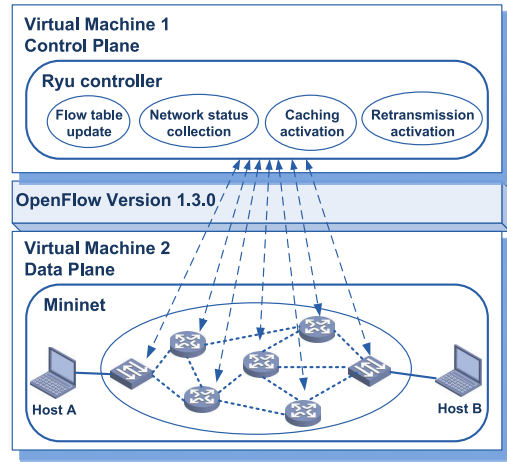 Virtual Machine 1
Control Plane
Ryu controller
Flow table
update
Network status
collection
Caching
activation
Retransmission
activation
OpenFlow Version 1.3.0
Virtual Machine 2
Data Plane
Mininet
Host A
Host B